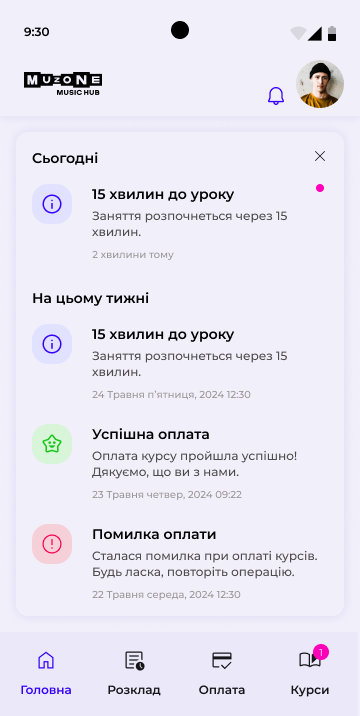 9:30
MUZONE
MUSIC HUB
Сьогодні
15 хвилин до уроку
Заняття розпочнеться через 15
хвилин.
2 хвилини тому
На цьому тижні
15 хвилин до уроку
Заняття розпочнеться через 15
хвилин.
24 Травня п'ятниця, 2024 12:30
Успішна оплата
Оплата курсу пройшла успішно!
Дякуємо, що ви з нами.
23 Травня четвер, 2024 09:22
Помилка оплати
Сталася помилка при оплаті курсів.
Будь ласка, повторіть операцію.
22 Травня середа, 2024 12:30
1
Головна Розклад Оплата Курси